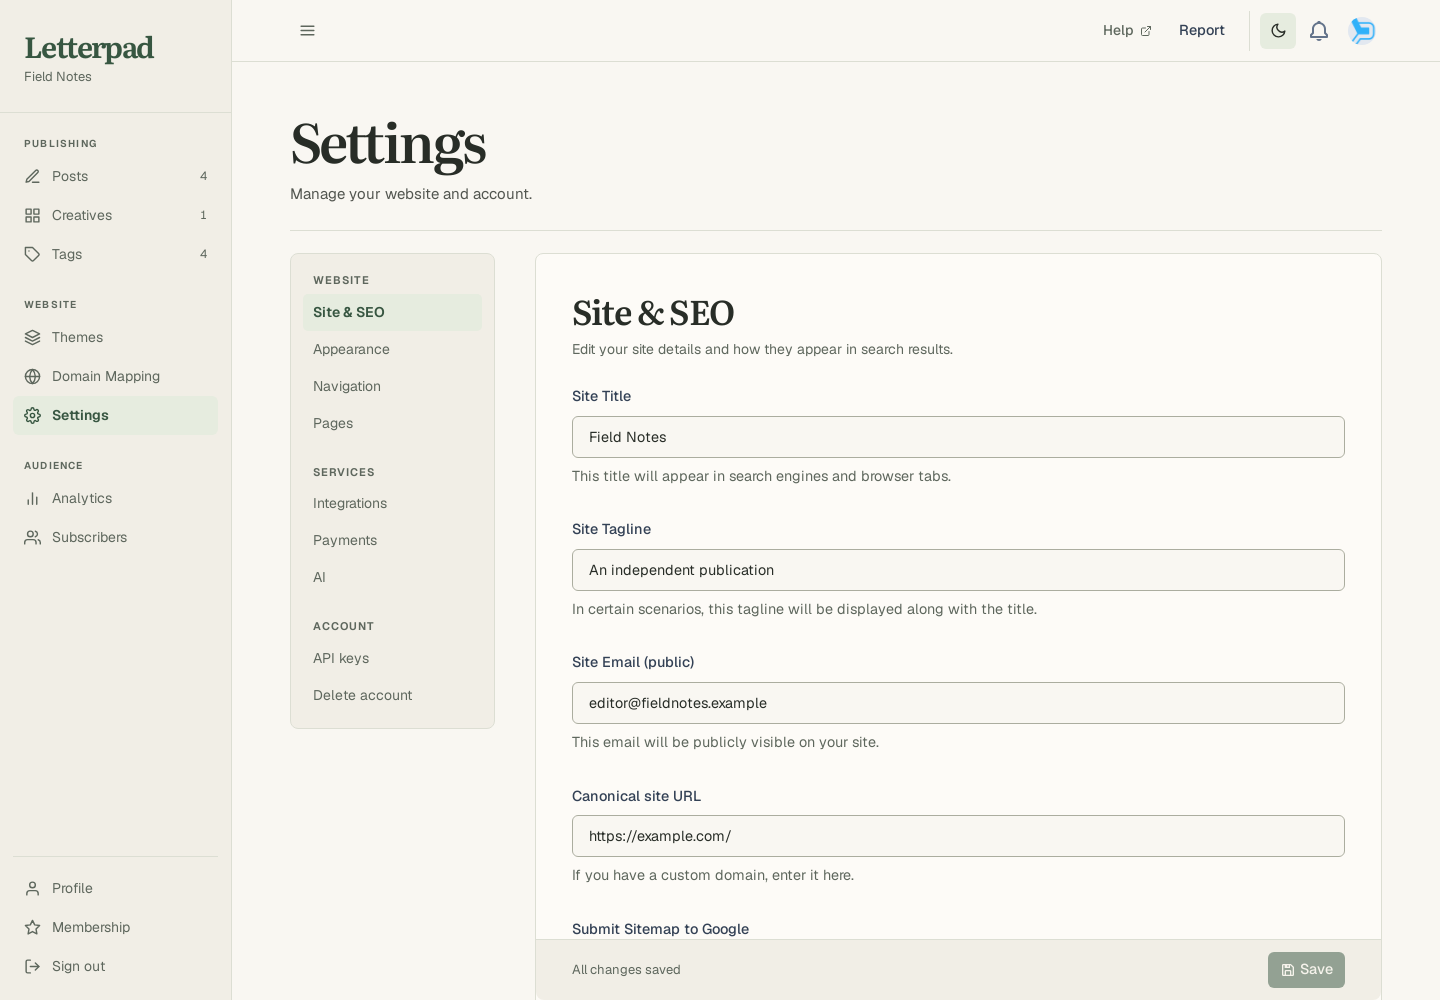 Letterpad
Field Notes
PUBLISHING
Posts 4
Creatives 1
Tags 4
WEBSITE
Themes
Domain Mapping
Settings
AUDIENCE
Analytics
Subscribers
Profile
Membership
Sign out
Help Report
Settings
Manage your website and account.
WEBSITE
Site & SEO
Appearance
Navigation
Pages
SERVICES
Integrations
Payments
AI
ACCOUNT
API keys
Delete account
Site & SEO
Edit your site details and how they appear in search results.
Site Title
Field Notes
This title will appear in search engines and browser tabs.
Site Tagline
An independent publication
In certain scenarios, this tagline will be displayed along with the title.
Site Email (public)
editor@fieldnotes.example
This email will be publicly visible on your site.
Canonical site URL
https://example.com/
If you have a custom domain, enter it here.
Submit Sitemap to Google
All changes saved
Save